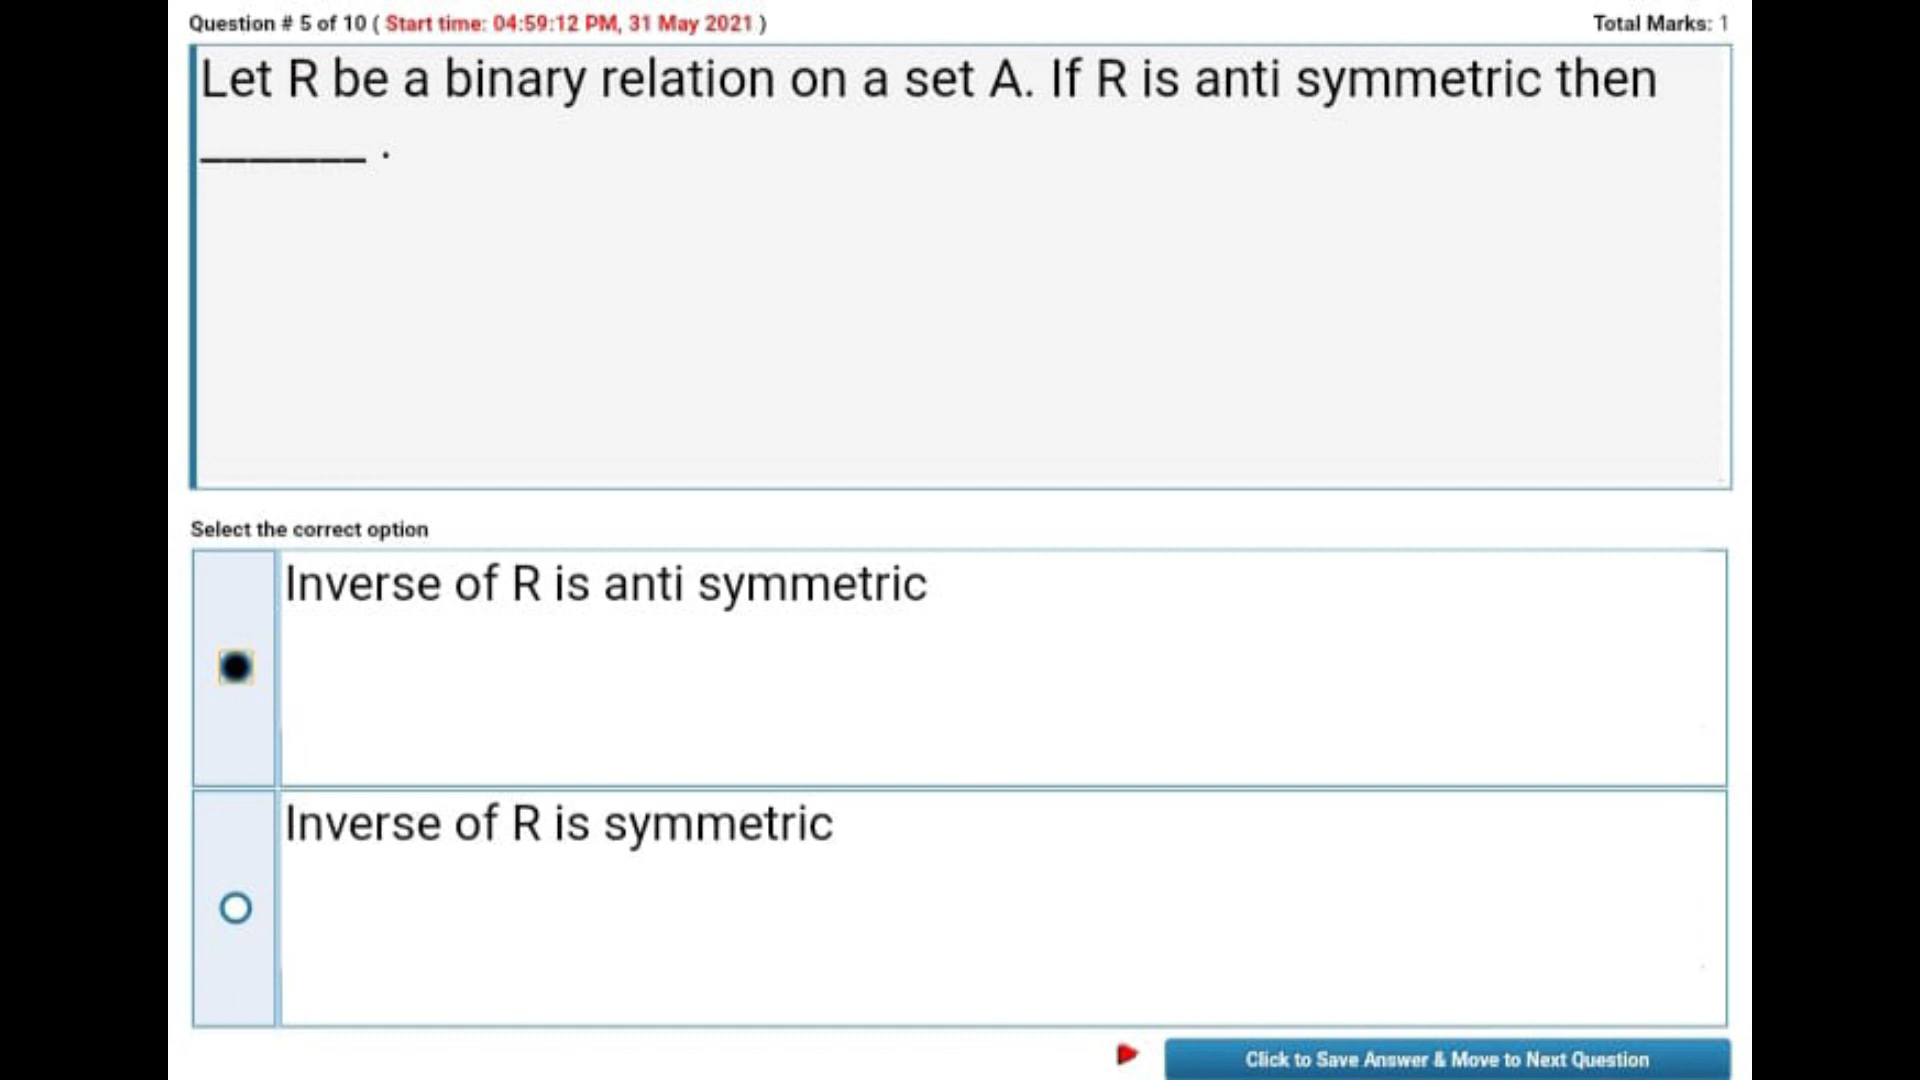 Question # 5 of 10 ( Start time: 04:59:12 PM, 31 May 2021 )
Total Marks: 1
Let R be a binary relation on a set A. If R is anti symmetric then
_______ .
Select the correct option
Inverse of R is anti symmetric
Inverse of R is symmetric
Click to Save Answer & Move to Next Question